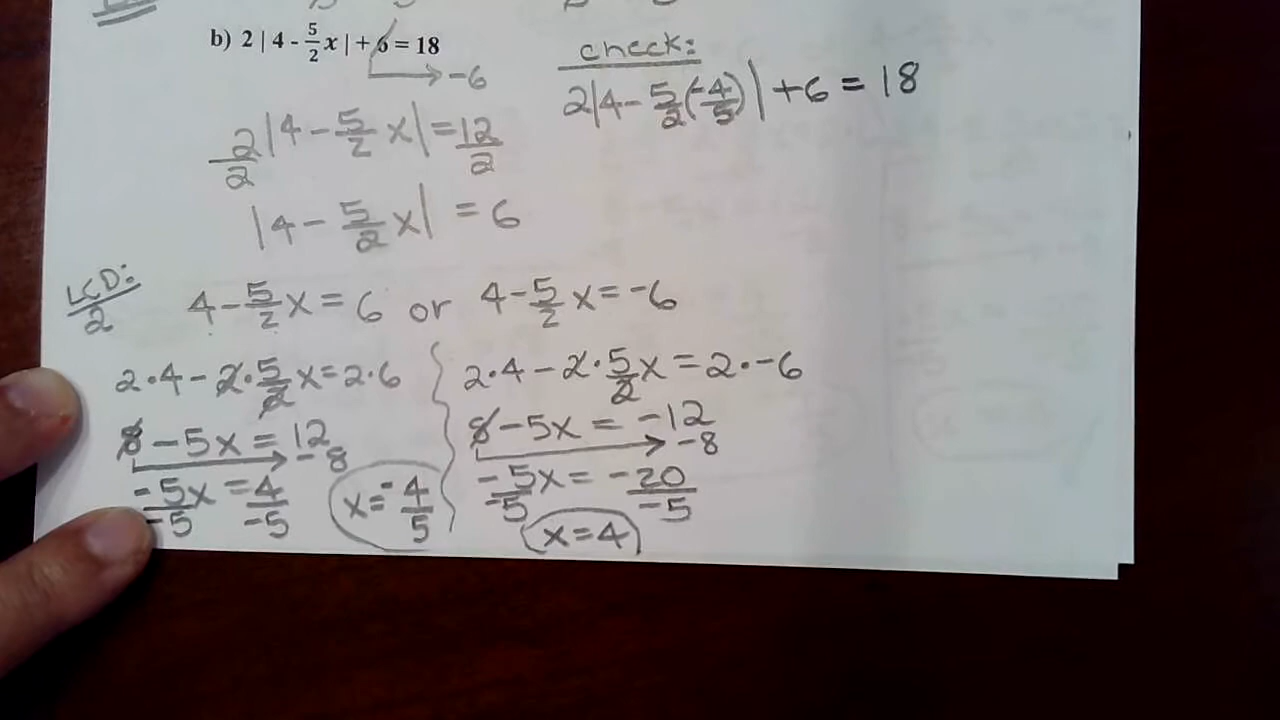 b) 2 | 4 - 5/2 x | + 6 = 18
→ -6
2|4 - 5/2 x| = 12
2 2
|4 - 5/2 x| = 6
LCD:
2
4 - 5/2 x = 6 or 4 - 5/2 x = -6
2·4 - 2·5/2 x = 2·6
8 - 5x = 12
-8
-5x = 4
-5 -5
x = -4/5
2·4 - 2·5/2 x = 2·-6
8 - 5x = -12
-8
-5x = -20
-5 -5
x = 4
check:
2|4 - 5/2(-4/5)| + 6 = 18